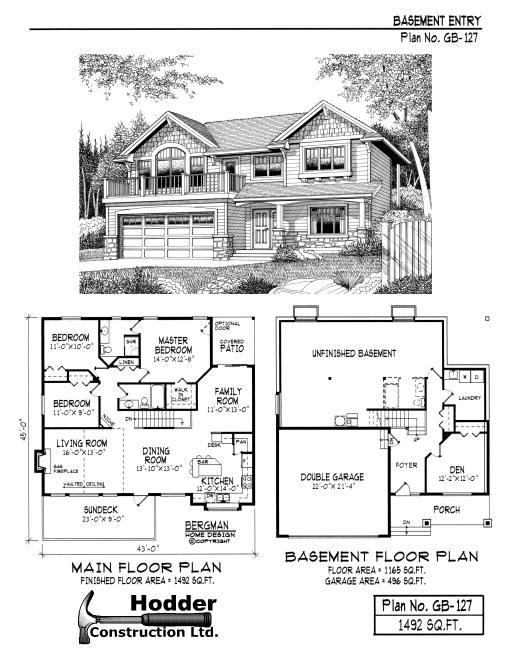 BASEMENT ENTRY
Plan No. GB-127
BEDROOM
11'-0"X10'-0"
BAR
LINEN
MASTER
BEDROOM
14'-0"X12'-8"
OPTIONAL
DOOR
COVERED
PATIO
BEDROOM
11'-0"X 9'-0"
NICHE
WALK
IN
CLOSET
FAMILY
ROOM
11'-0"X13'-0"
DN
LIVING ROOM
16'-0"X13'-0"
GAS
FIREPLACE
VAULTED CEILING
DINING
ROOM
13'-10"X13'-0"
DESK
PAN
BAR
KITCHEN
12'-0"X14'-0"
DN
SUNDECK
23'-0"X 9'-0"
45'-0"
43'-0"
BERGMAN
HOME DESIGN
©COPYRIGHT
MAIN FLOOR PLAN
FINISHED FLOOR AREA = 1492 SQ.FT.
UNFINISHED BASEMENT
W D
LAUNDRY
UP
DOUBLE GARAGE
22'-0"X 21'-4"
FOYER
DEN
12'-2"X12'-0"
PORCH
DN
BASEMENT FLOOR PLAN
FLOOR AREA = 1165 SQ.FT.
GARAGE AREA = 496 SQ.FT.
Hodder
Construction Ltd.
Plan No. GB-127
1492 SQ.FT.